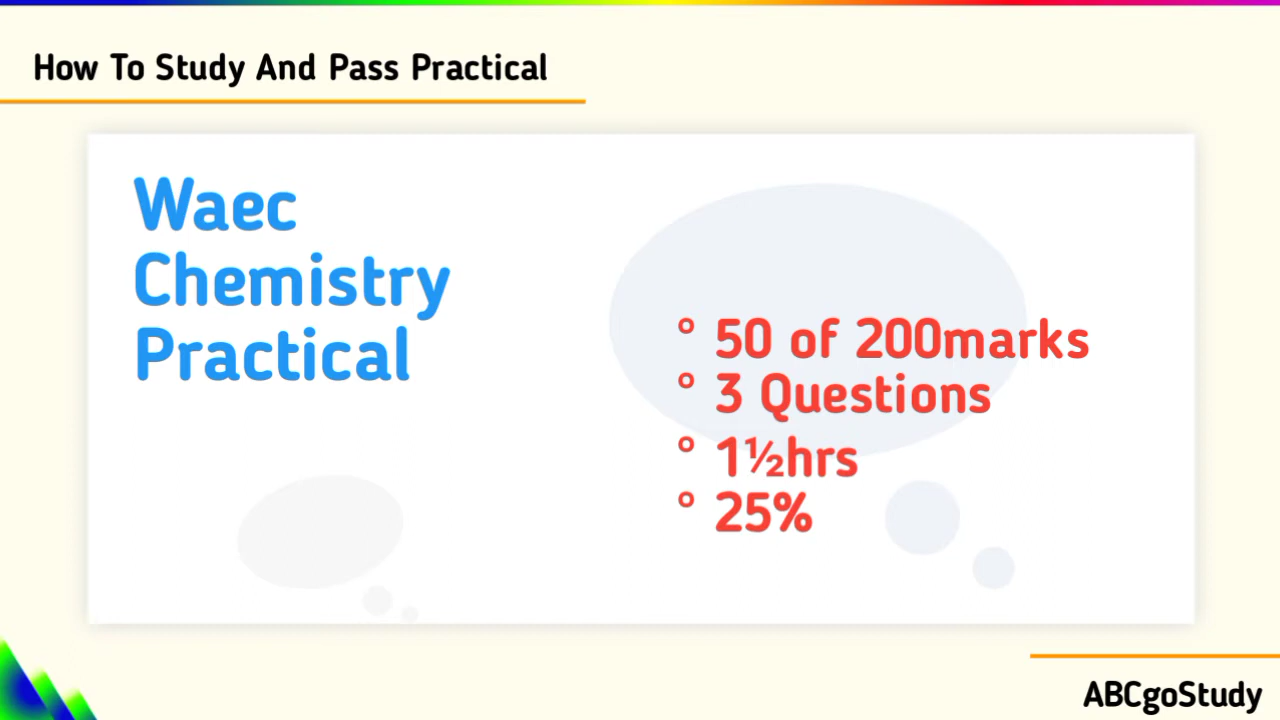 How To Study And Pass Practical
Waec
Chemistry
Practical
° 50 of 200marks
° 3 Questions
° 1½hrs
° 25%
ABCgoStudy